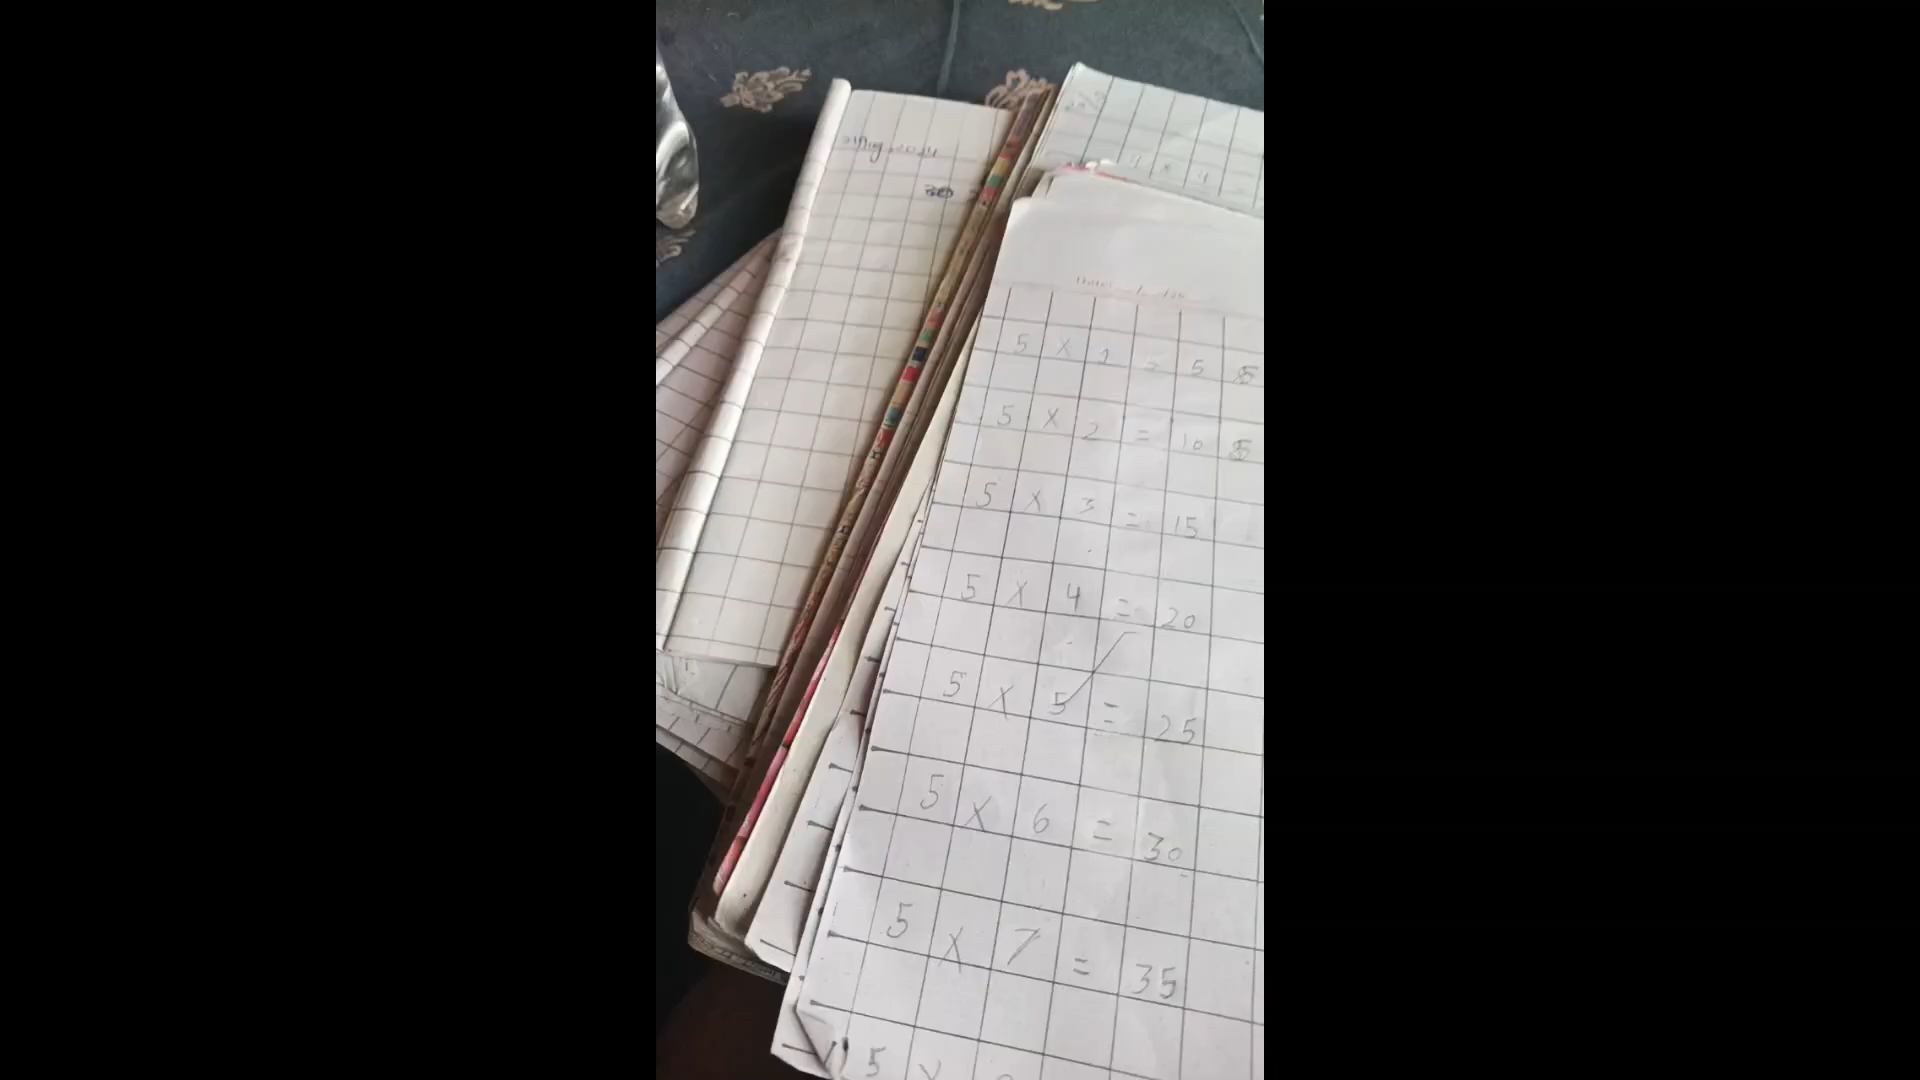 5 x 1 = 5
5 x 2 = 10
5 x 3 = 15
5 x 4 = 20
5 x 5 = 25
5 x 6 = 30
5 x 7 = 35
5 x